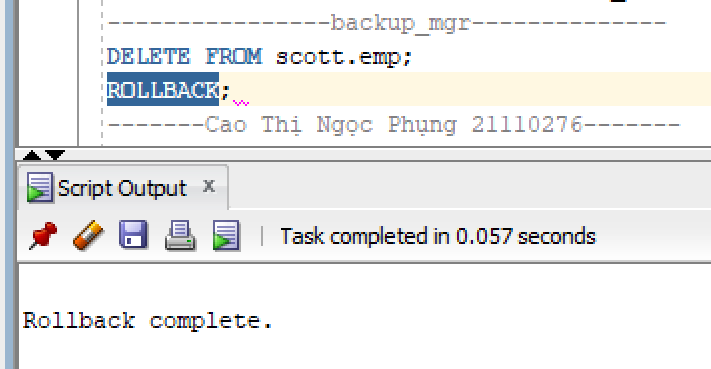 ----------------backup_mgr--------------
DELETE FROM scott.emp;
ROLLBACK;
-------Cao Thị Ngọc Phụng 21110276-------
Script Output x
Task completed in 0.057 seconds
Rollback complete.